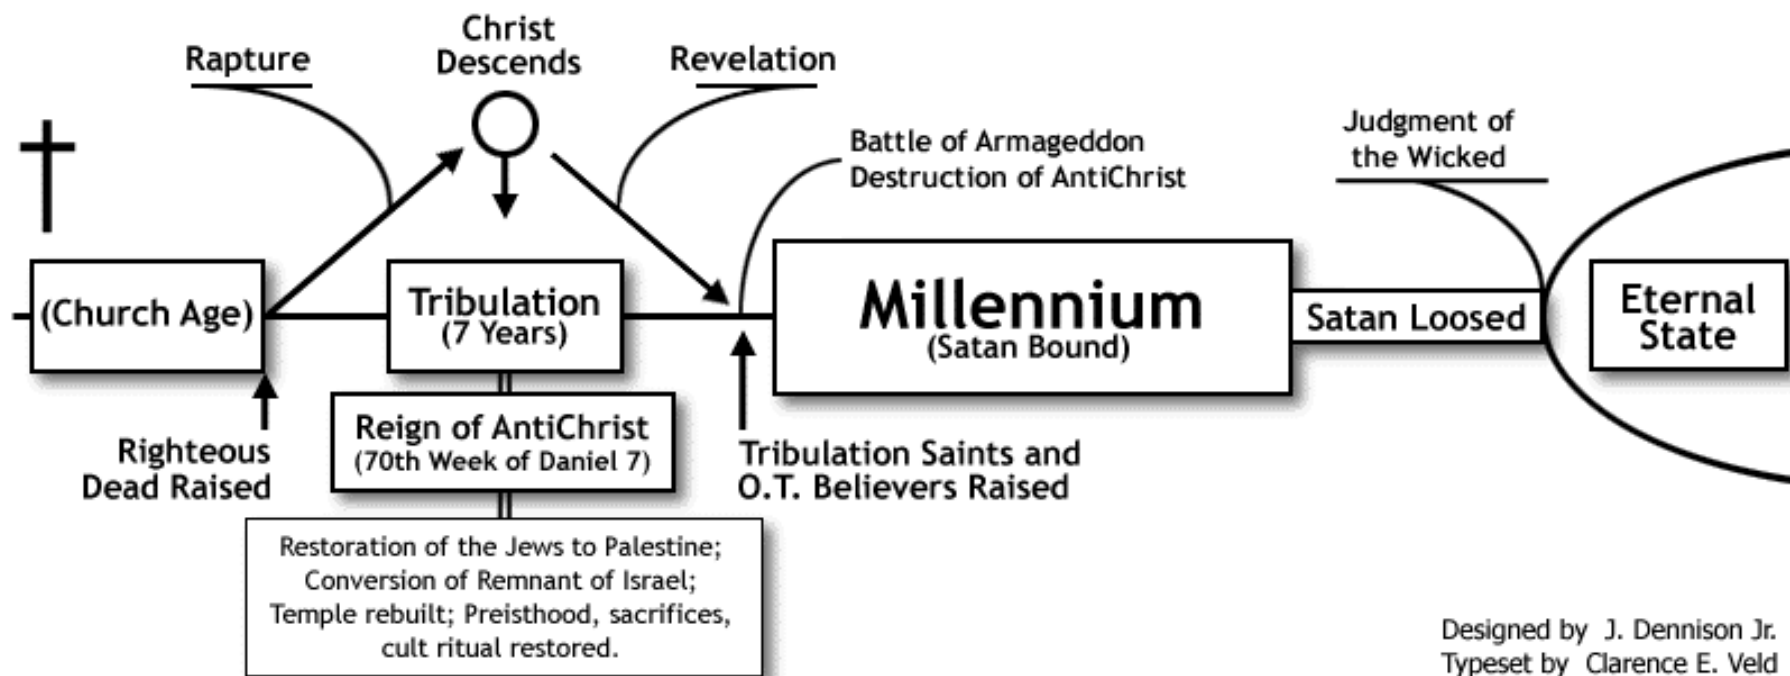 Rapture
Christ
Descends
Revelation
Battle of Armageddon
Destruction of AntiChrist
Judgment of
the Wicked
(Church Age)
Tribulation
(7 Years)
Millennium
(Satan Bound)
Satan Loosed
Eternal
State
Righteous
Dead Raised
Reign of AntiChrist
(70th Week of Daniel 7)
Tribulation Saints and
O.T. Believers Raised
Restoration of the Jews to Palestine;
Conversion of Remnant of Israel;
Temple rebuilt; Preisthood, sacrifices,
cult ritual restored.
Designed by J. Dennison Jr.
Typeset by Clarence E. Veld